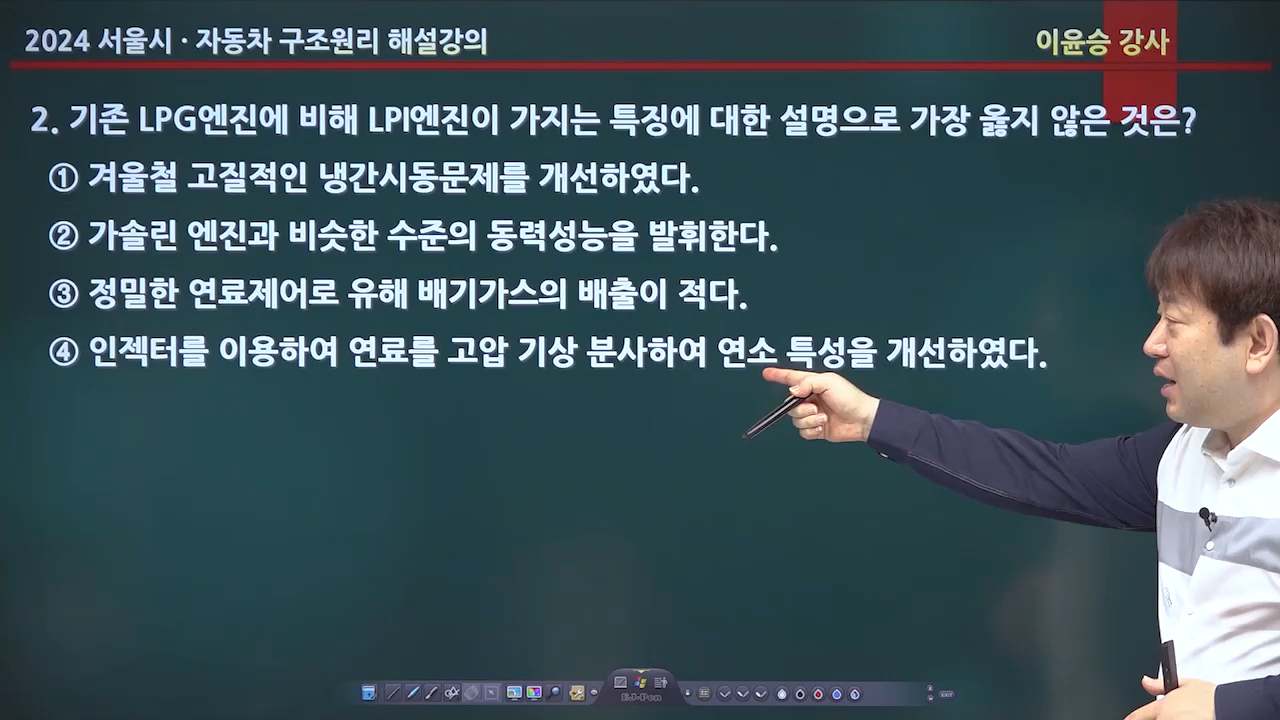 2024 서울시 · 자동차 구조원리 해설강의
이윤승 강사
2. 기존 LPG엔진에 비해 LPI엔진이 가지는 특징에 대한 설명으로 가장 옳지 않은 것은?
① 겨울철 고질적인 냉간시동문제를 개선하였다.
② 가솔린 엔진과 비슷한 수준의 동력성능을 발휘한다.
③ 정밀한 연료제어로 유해 배기가스의 배출이 적다.
④ 인젝터를 이용하여 연료를 고압 기상 분사하여 연소 특성을 개선하였다.
EJ-Pen
EXIT